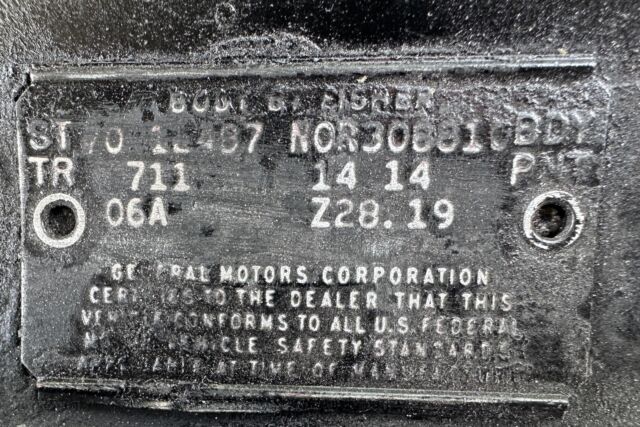 BODY BY FISHER
ST 70 12487 NOR308810 BDY
TR 711 14 14 PNT
06A Z28.19
GENERAL MOTORS CORPORATION
CERTIFIES TO THE DEALER THAT THIS
VEHICLE CONFORMS TO ALL U.S. FEDERAL
MOTOR VEHICLE SAFETY STANDARDS
APPLICABLE AT TIME OF MANUFACTURE